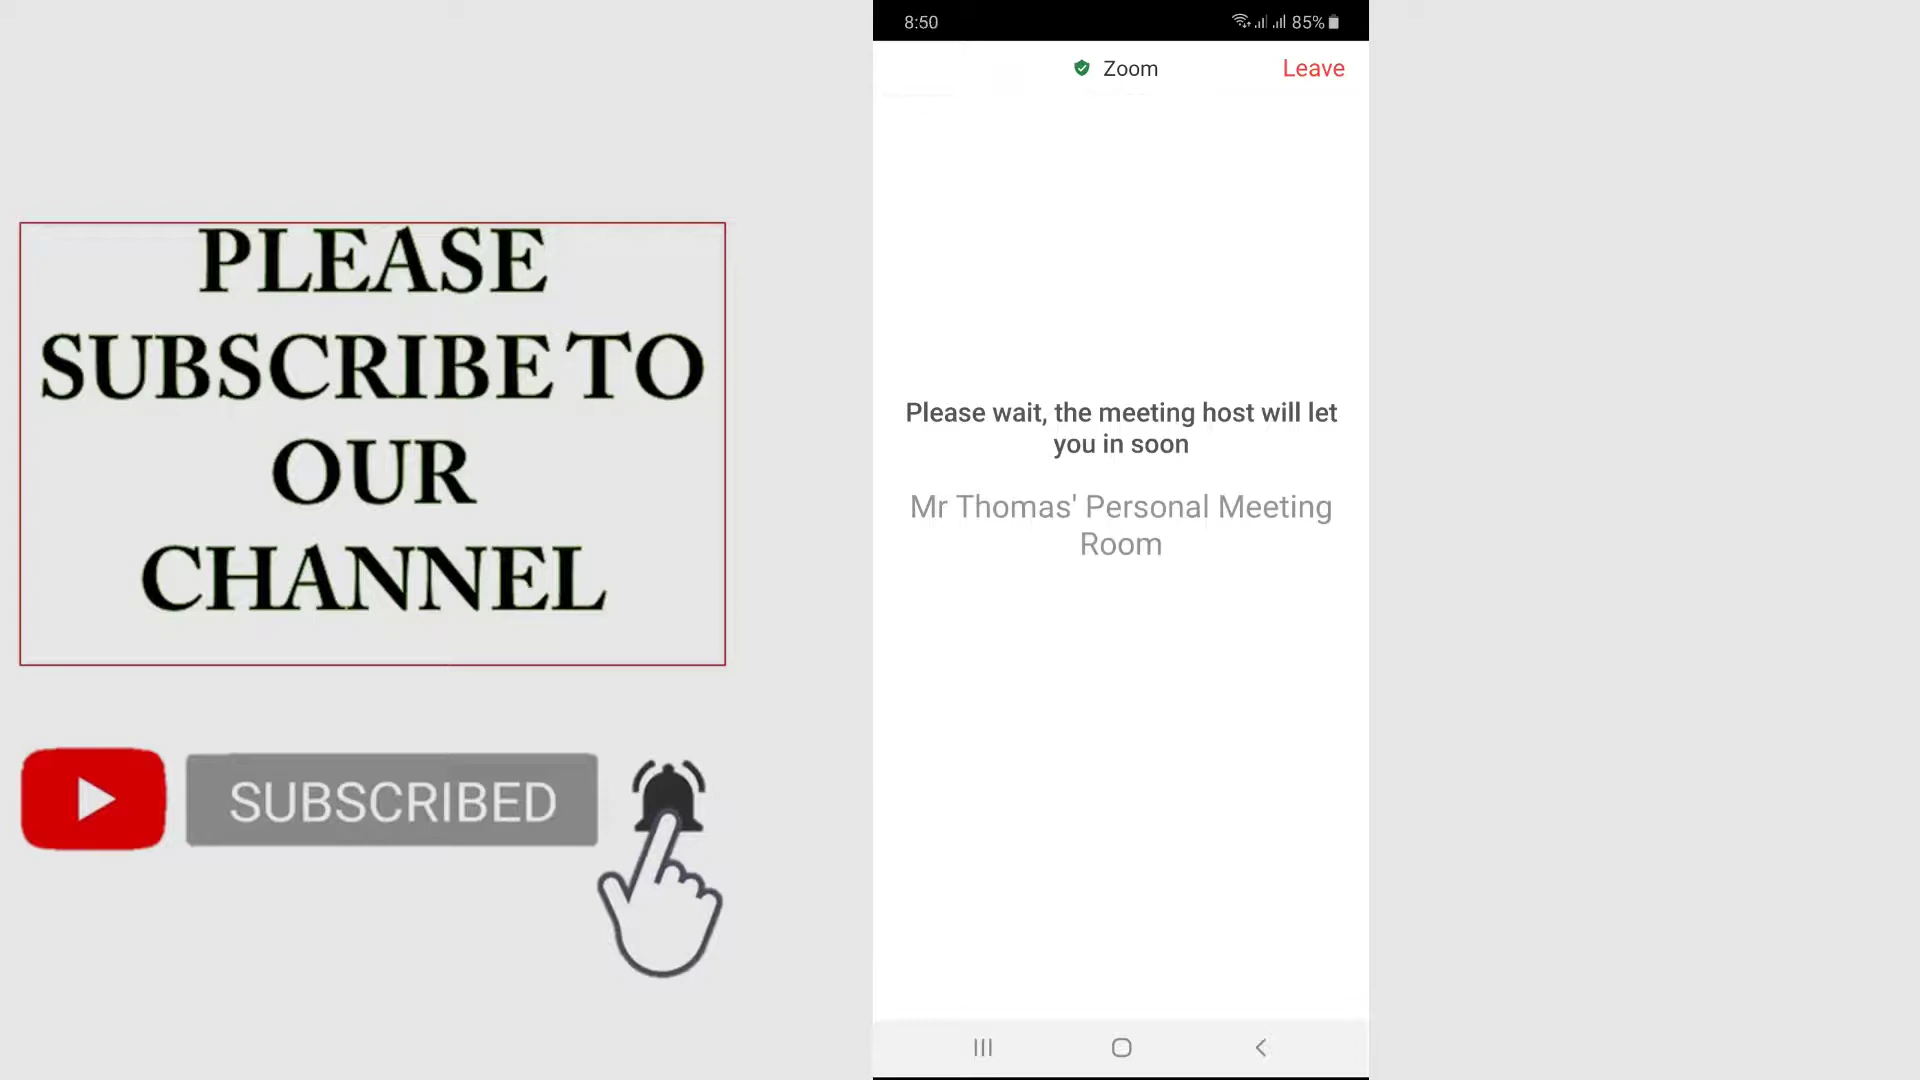 PLEASE
SUBSCRIBE TO
OUR
CHANNEL
SUBSCRIBED
8:50
85%
Zoom
Leave
Please wait, the meeting host will let
you in soon
Mr Thomas' Personal Meeting
Room